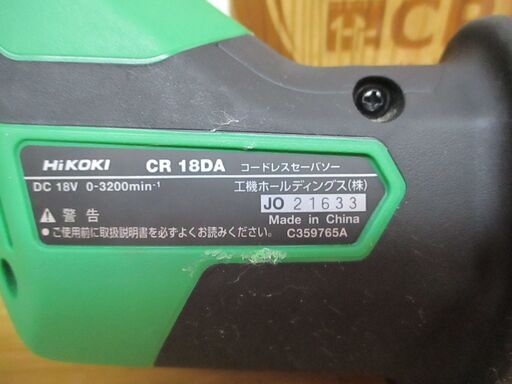 HiKOKI CR 18DA コードレスセーバソー
DC 18V 0-3200min⁻¹ 工機ホールディングス(株)
JO 21633
⚠ 警告 Made in China
● ご使用前に取扱説明書を必ずよくお読みください。 C359765A